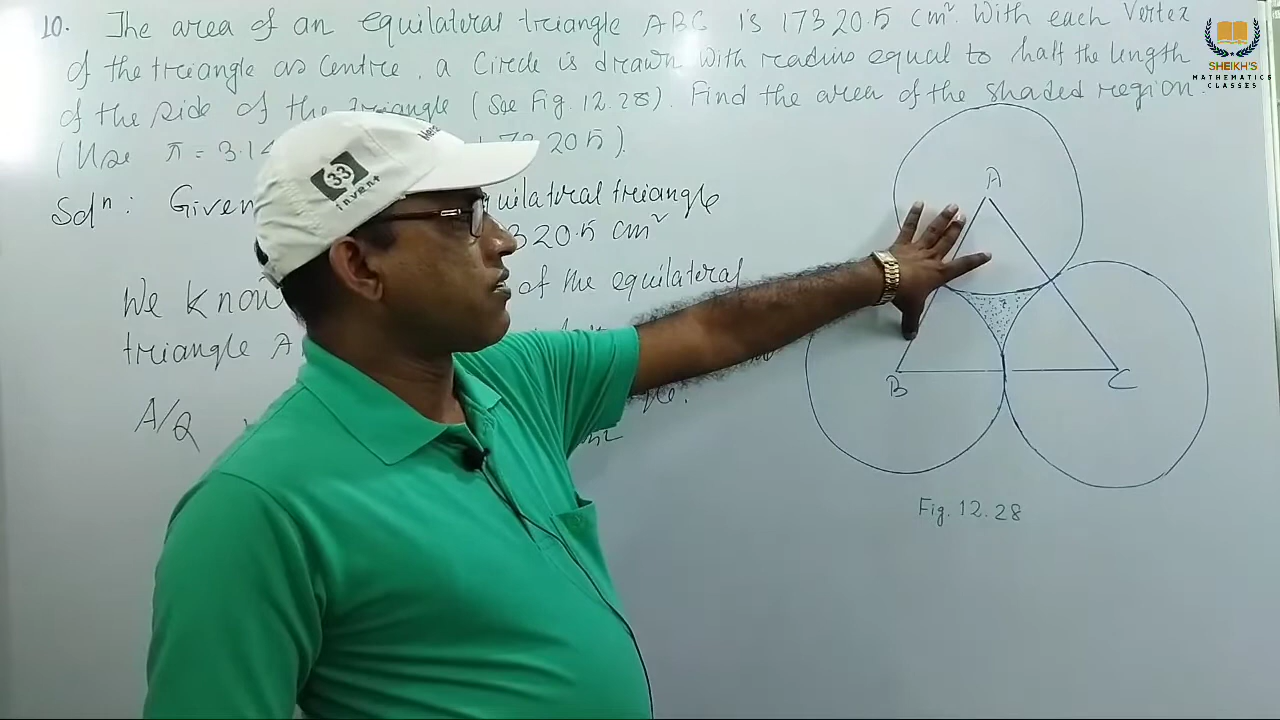 10. The area of an equilateral triangle ABC is 17320.5 cm². With each vertex
of the triangle as centre, a circle is drawn with radius equal to half the length
of the side of the triangle (See Fig. 12.28). Find the area of the shaded region.
(Use π = 3.14 205).
Solⁿ: Given equilateral triangle
320.5 cm²
We know of the equilateral
triangle A
A/Q
A
B
C
Fig. 12.28
33
invent
SHEIKH'S
MATHEMATICS
CLASSES